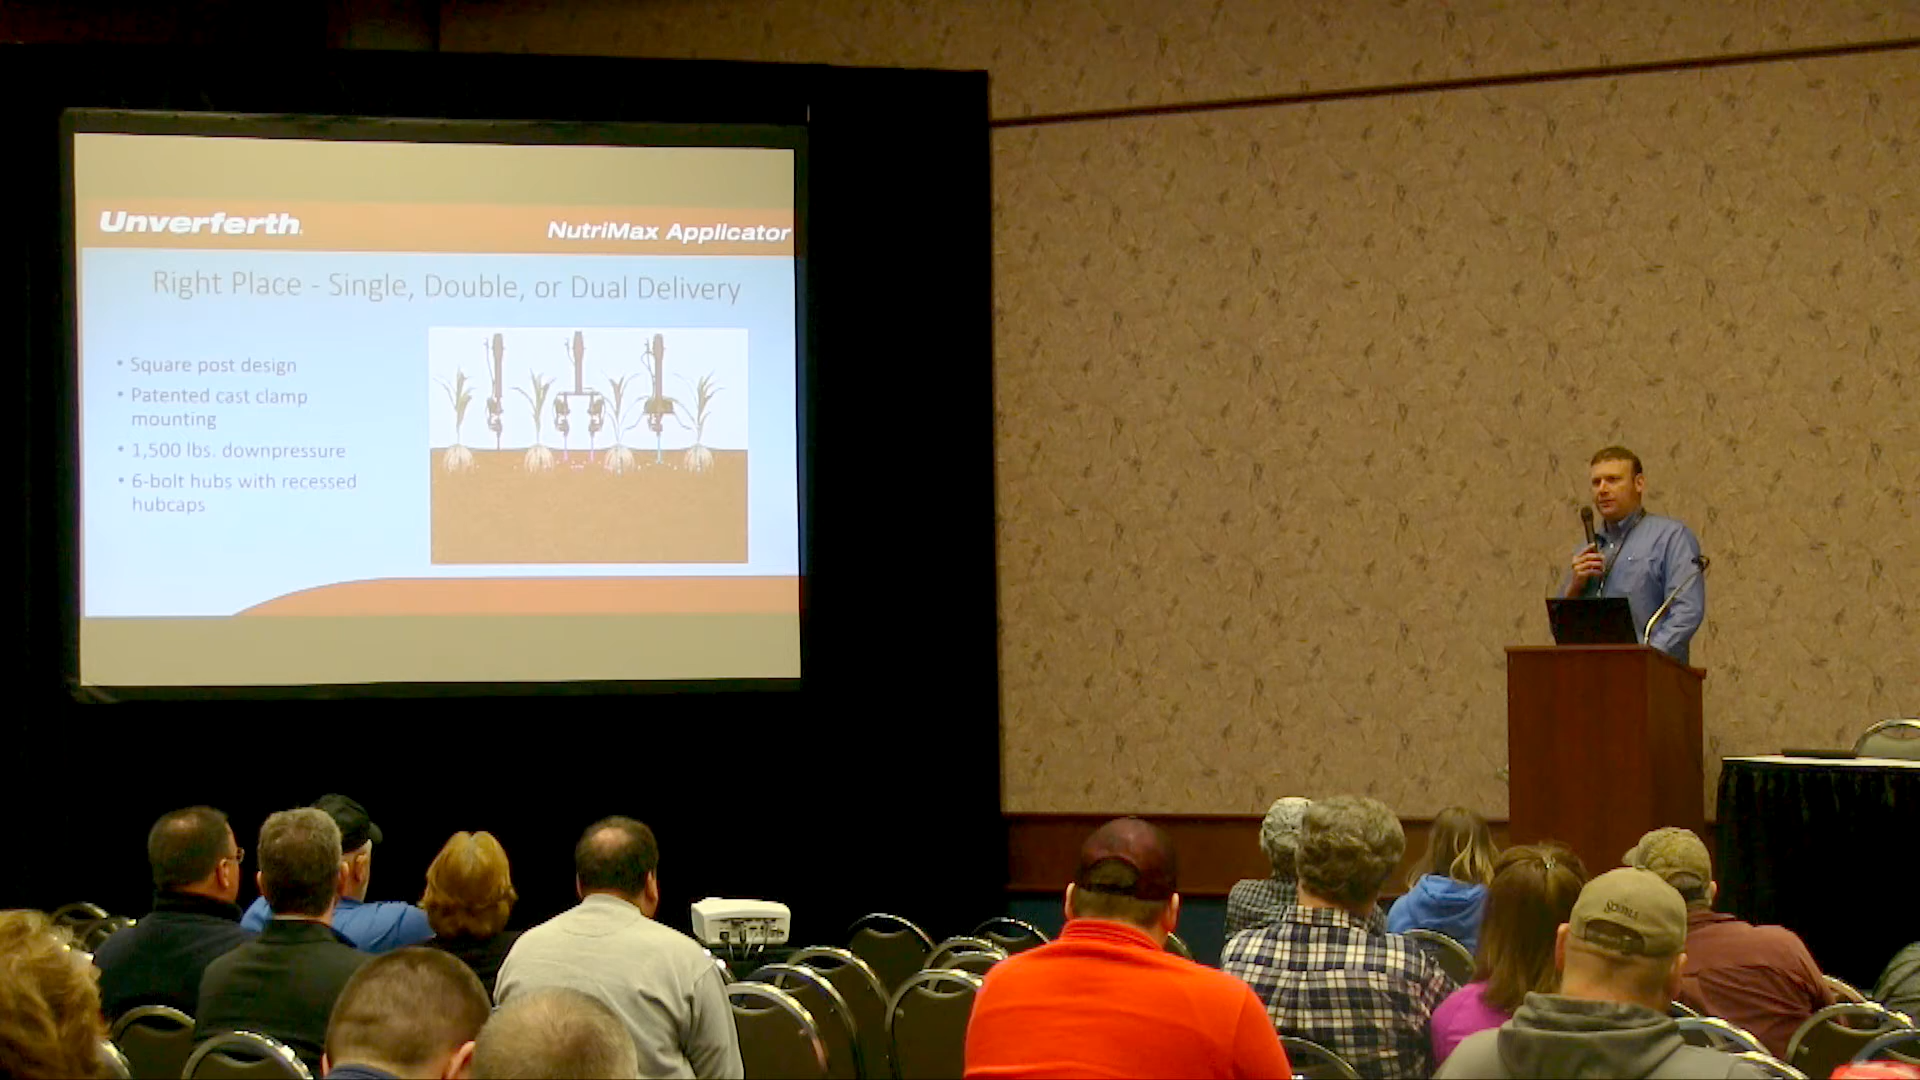 Unverferth
NutriMax Applicator
Right Place - Single, Double, or Dual Delivery
• Square post design
• Patented cast clamp
mounting
• 1,500 lbs. downpressure
• 6-bolt hubs with recessed
hubcaps